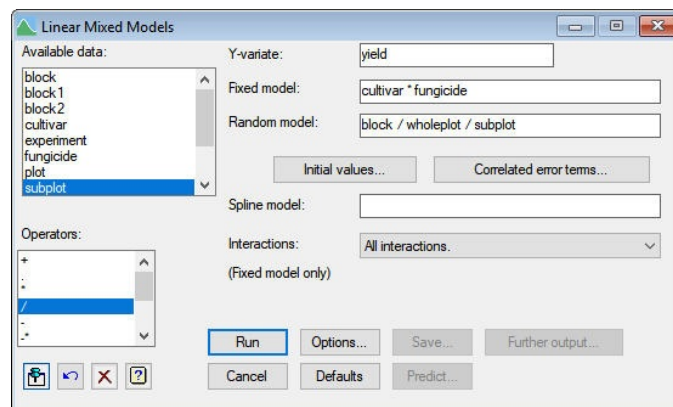 Linear Mixed Models
Available data:
block
block1
block2
cultivar
experiment
fungicide
plot
subplot
Operators:
+
.
*
/
-
-*
Y-variate: yield
Fixed model: cultivar * fungicide
Random model: block / wholeplot / subplot
Initial values... Correlated error terms...
Spline model:
Interactions: All interactions.
(Fixed model only)
Run Options... Save... Further output...
Cancel Defaults Predict...